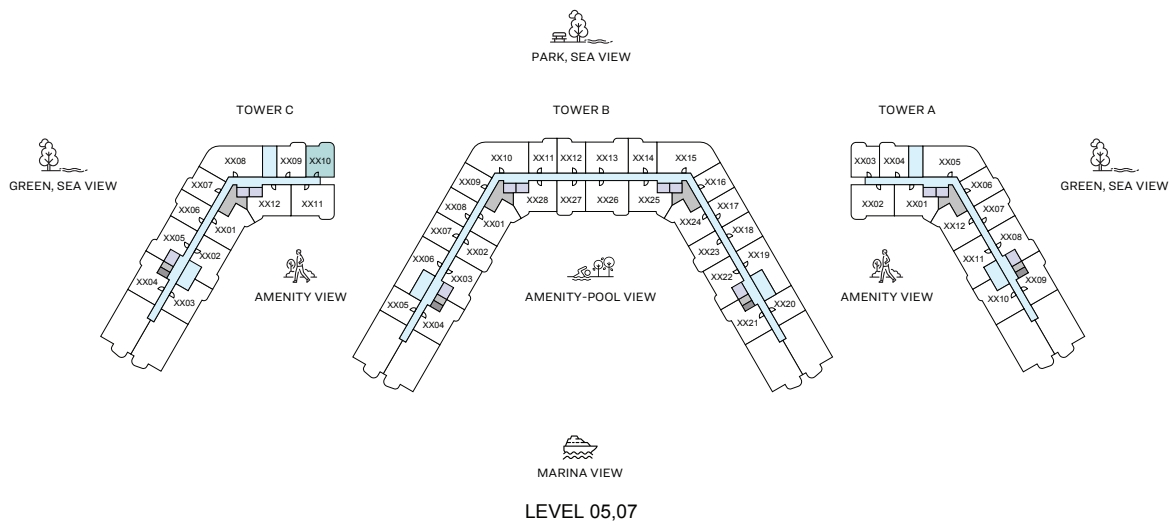 PARK, SEA VIEW
TOWER C
TOWER B
TOWER A
GREEN, SEA VIEW
GREEN, SEA VIEW
XX08
XX09
XX10
XX07
XX06
XX05
XX04
XX03
XX02
XX01
XX12
XX11
XX10
XX11
XX12
XX13
XX14
XX15
XX09
XX08
XX07
XX06
XX05
XX04
XX03
XX02
XX01
XX28
XX27
XX26
XX25
XX24
XX23
XX22
XX21
XX16
XX17
XX18
XX19
XX20
XX03
XX04
XX05
XX02
XX01
XX12
XX11
XX10
XX06
XX07
XX08
XX09
AMENITY VIEW
AMENITY-POOL VIEW
AMENITY VIEW
MARINA VIEW
LEVEL 05,07